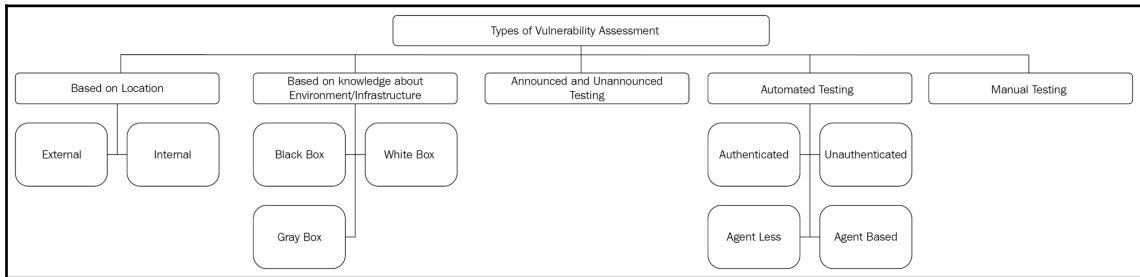 Types of Vulnerability Assessment
Based on Location
Based on knowledge about
Environment/Infrastructure
Announced and Unannounced
Testing
Automated Testing
Manual Testing
External
Internal
Black Box
White Box
Authenticated
Unauthenticated
Gray Box
Agent Less
Agent Based